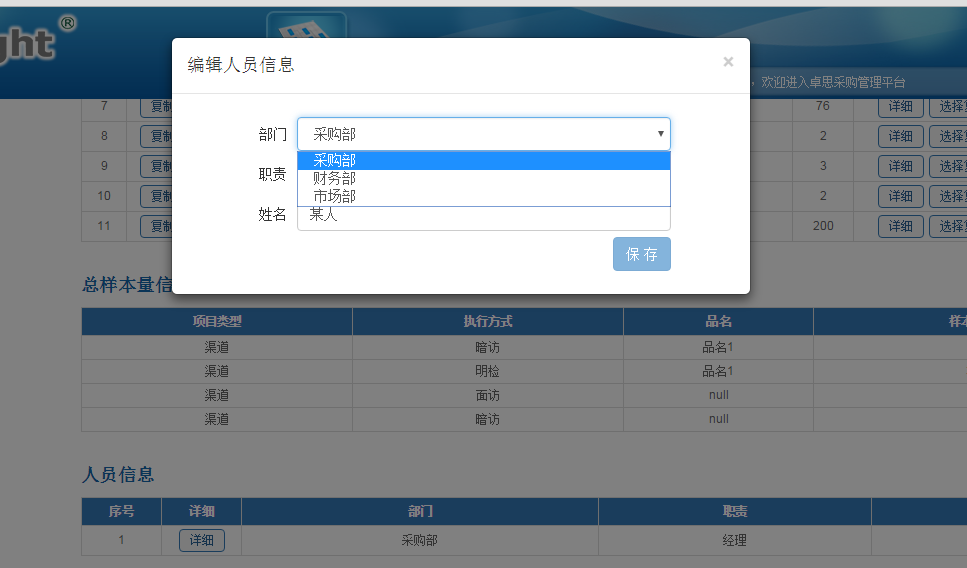 ht®
编辑人员信息 ×
，欢迎进入卓思采购管理平台
7 复制 76 详细 选择
部门 采购部
8 复制 2 详细 选择
采购部
9 复制 3 详细 选择
职责
财务部
10 复制 2 详细 选择
市场部
姓名 某人
11 复制 200 详细 选择
保 存
总样本量信
项目类型 执行方式 品名 样本
渠道 暗访 品名1
渠道 明检 品名1
渠道 面访 null
渠道 暗访 null
人员信息
序号 详细 部门 职责
1 详细 采购部 经理